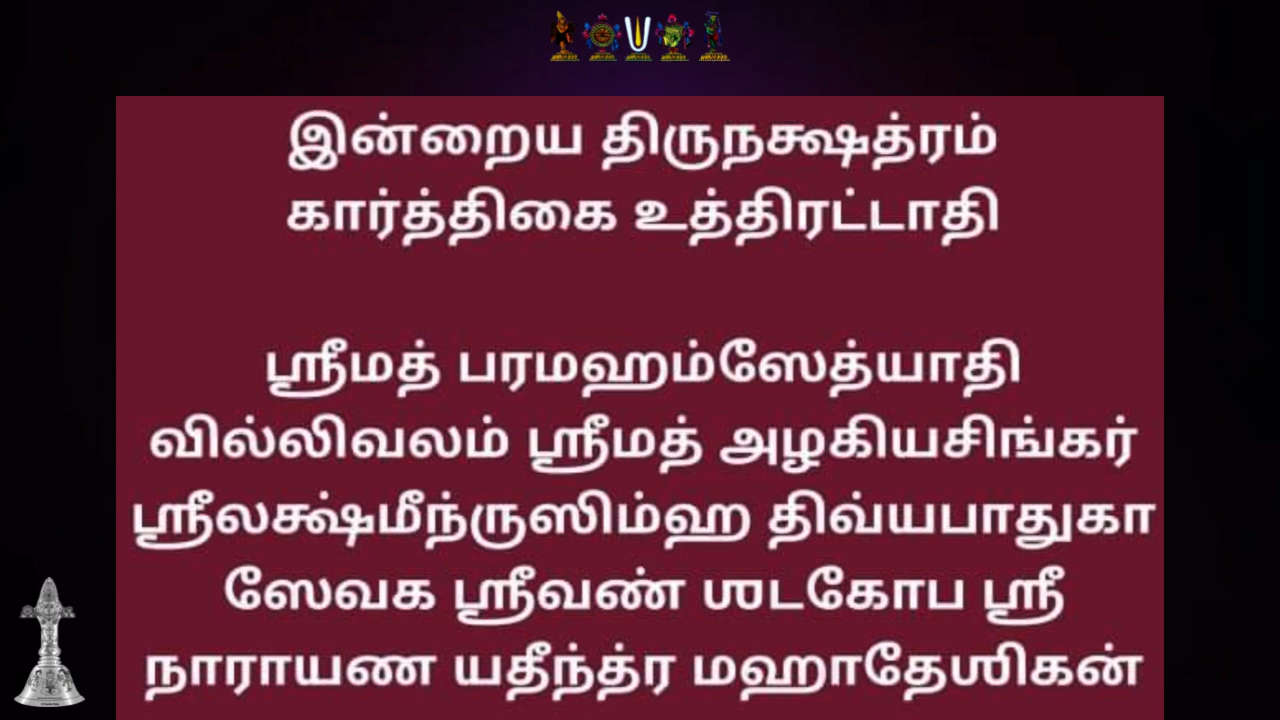 இன்றைய திருநக்ஷத்ரம்
கார்த்திகை உத்திரட்டாதி
ஸ்ரீமத் பரமஹம்ஸேத்யாதி
வில்லிவலம் ஸ்ரீமத் அழகியசிங்கர்
ஸ்ரீலக்ஷ்மீந்ருஸிம்ஹ திவ்யபாதுகா
ஸேவக ஸ்ரீவண் ஶடகோப ஸ்ரீ
நாராயண யதீந்த்ர மஹாதேஶிகன்